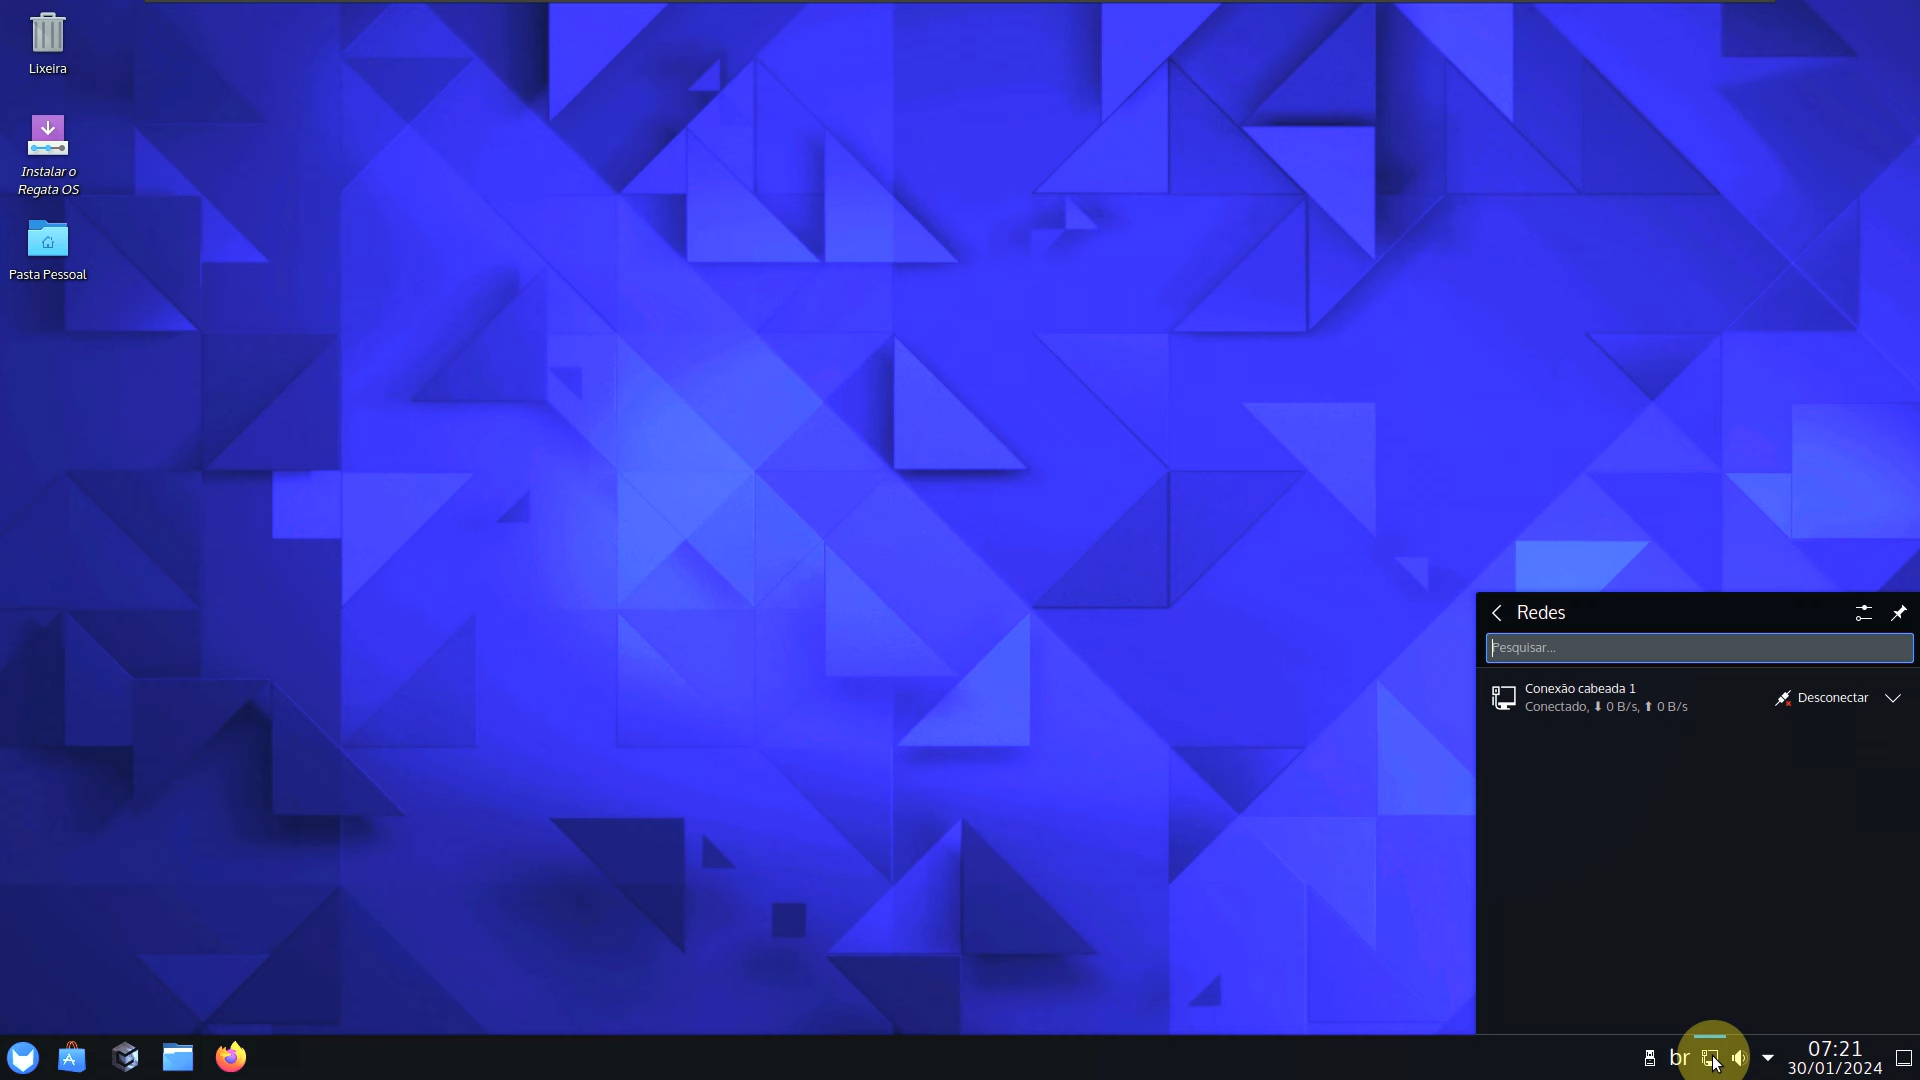 Lixeira
Instalar o
Regata OS
Pasta Pessoal
Redes
Pesquisar...
Conexão cabeada 1
Conectado, ⬇ 0 B/s, ⬆ 0 B/s
Desconectar
br
07:21
30/01/2024